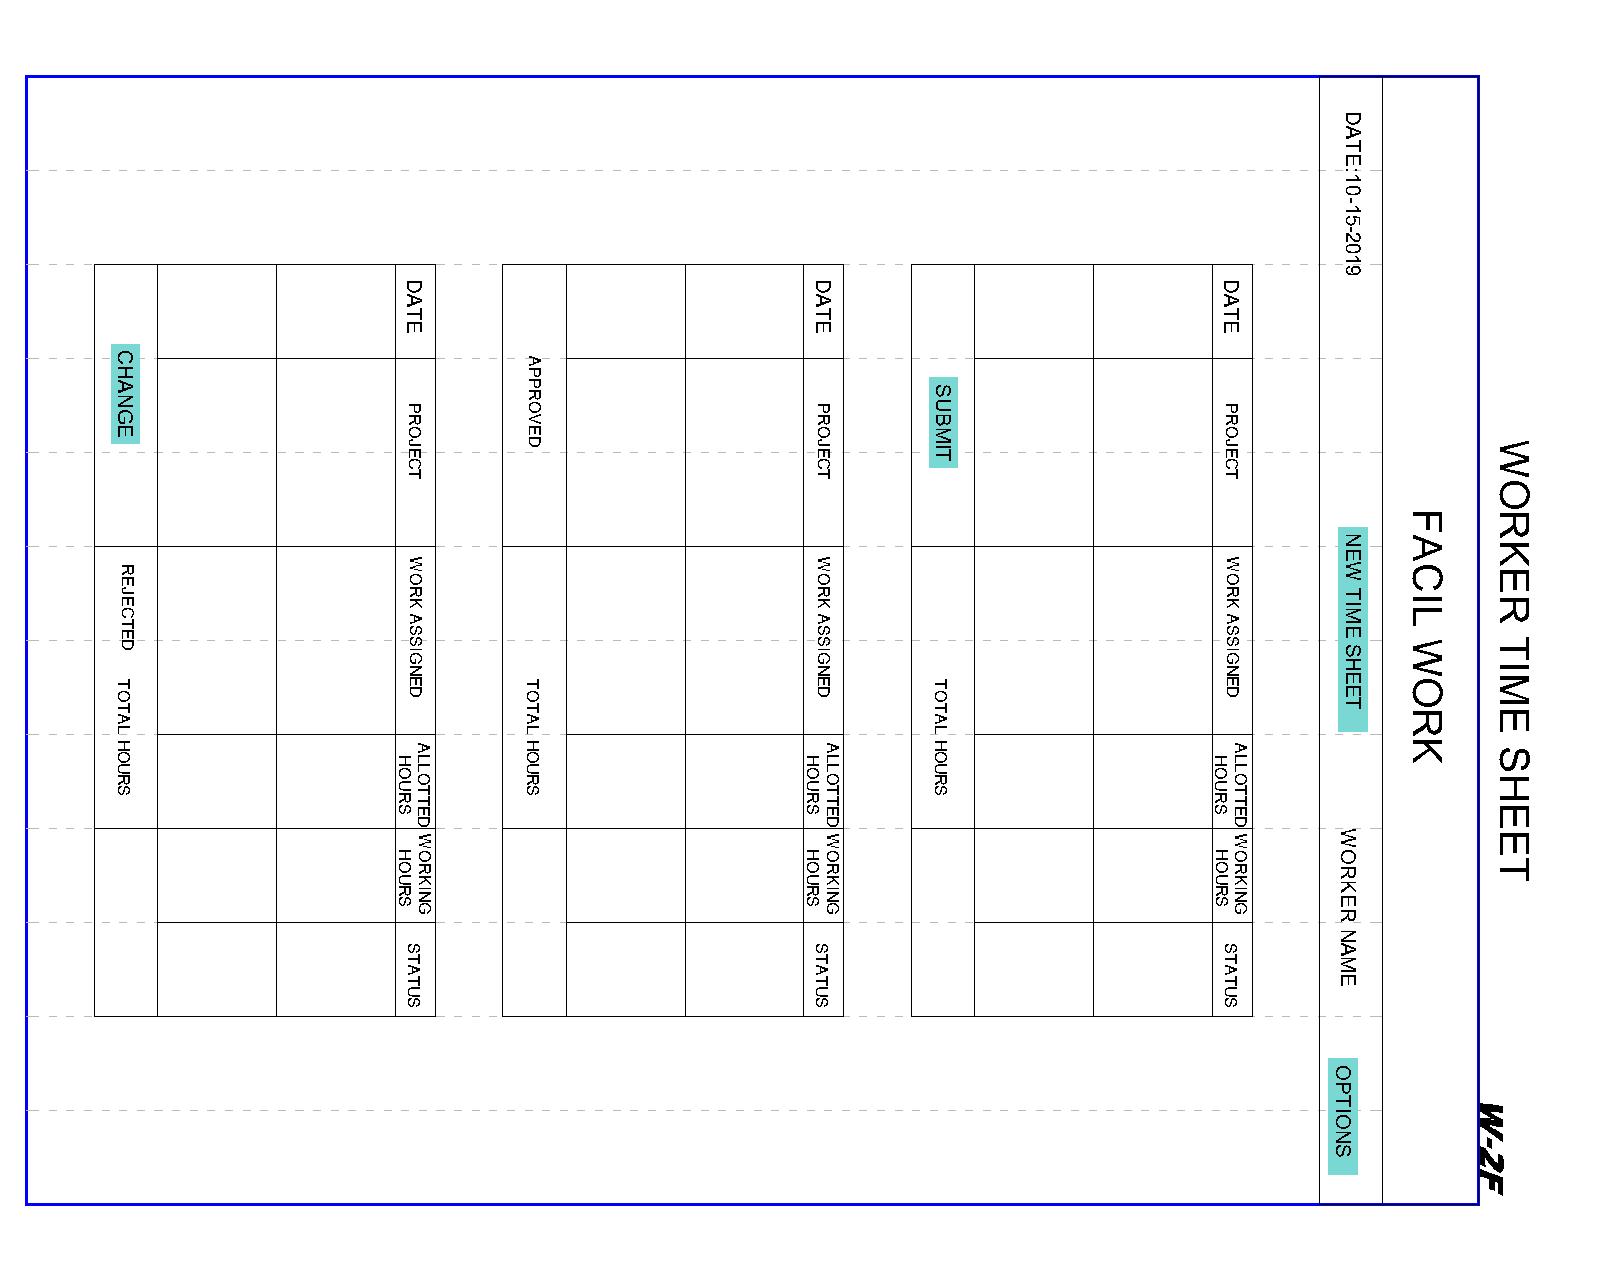 WORKER TIME SHEET
W-2F
FACIL WORK
DATE:10-15-2019
NEW TIME SHEET
WORKER NAME
OPTIONS
DATE
PROJECT
WORK ASSIGNED
ALLOTTED
HOURS
WORKING
HOURS
STATUS
SUBMIT
TOTAL HOURS
DATE
PROJECT
WORK ASSIGNED
ALLOTTED
HOURS
WORKING
HOURS
STATUS
APPROVED
TOTAL HOURS
DATE
PROJECT
WORK ASSIGNED
ALLOTTED
HOURS
WORKING
HOURS
STATUS
CHANGE
REJECTED
TOTAL HOURS